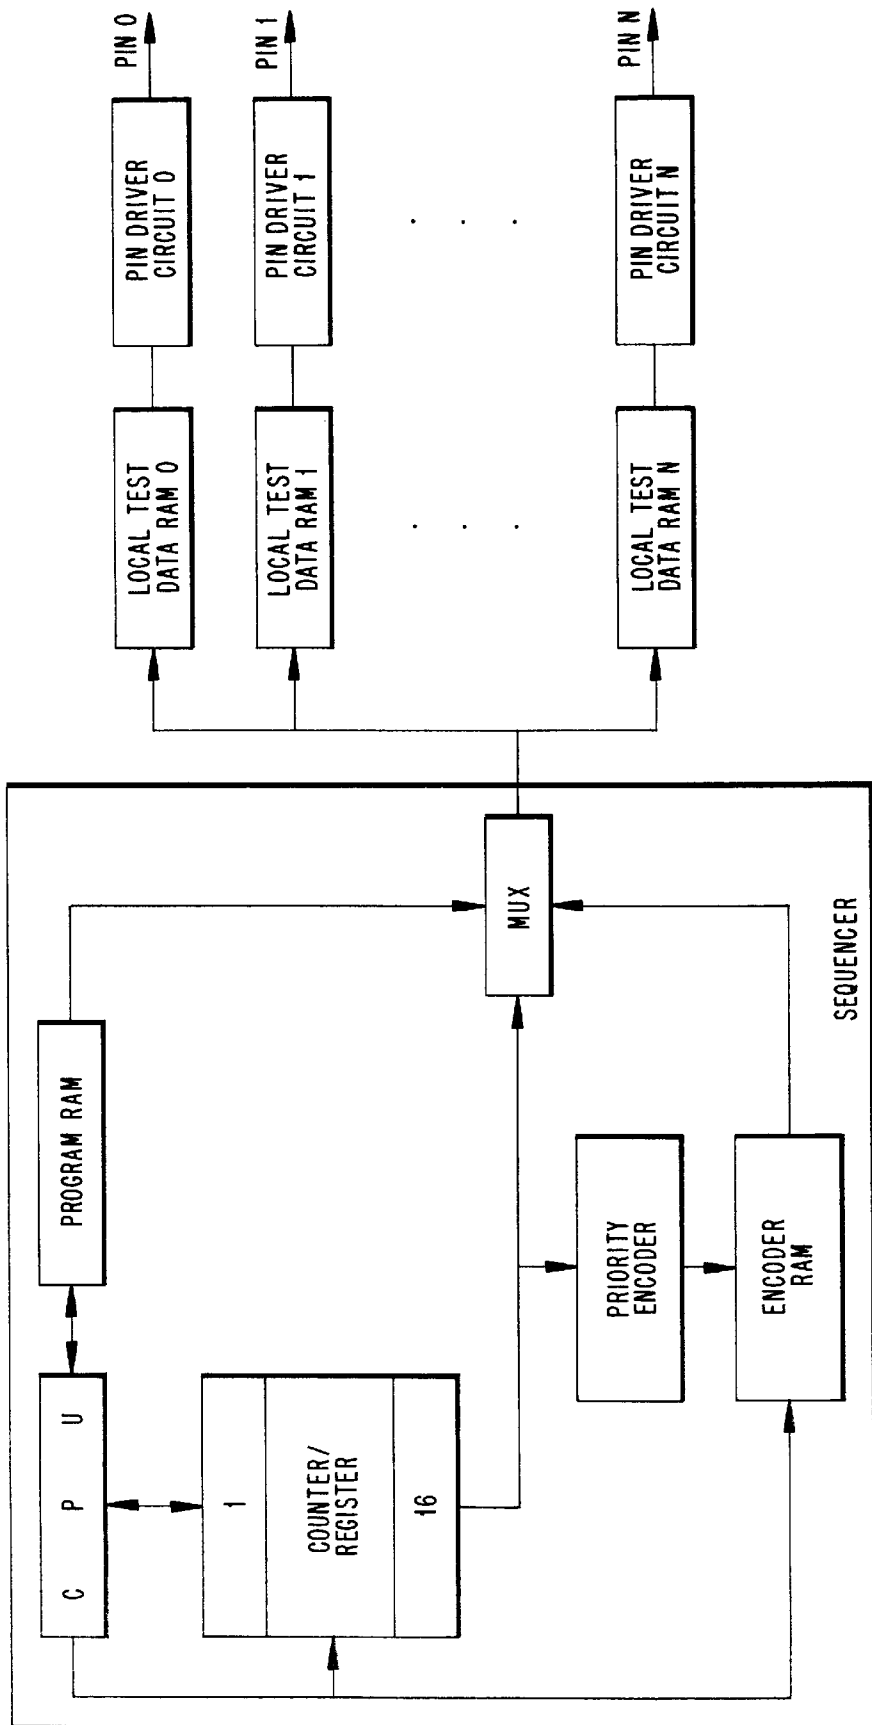 C P U
PROGRAM RAM
1
COUNTER/
REGISTER
16
PRIORITY
ENCODER
ENCODER
RAM
MUX
SEQUENCER
LOCAL TEST
DATA RAM 0
PIN DRIVER
CIRCUIT 0
PIN 0
LOCAL TEST
DATA RAM 1
PIN DRIVER
CIRCUIT 1
PIN 1
LOCAL TEST
DATA RAM N
PIN DRIVER
CIRCUIT N
PIN N